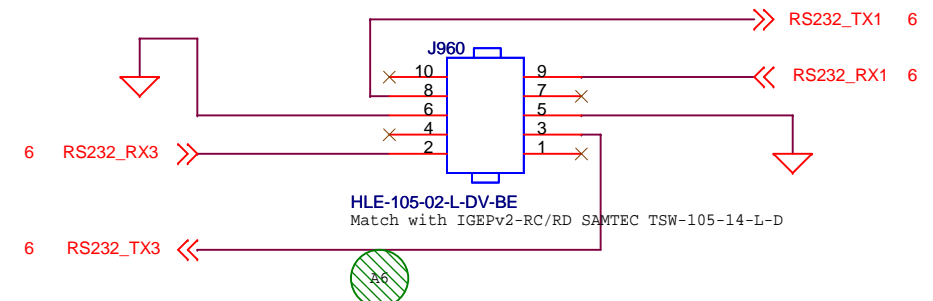 RS232_TX1 6
J960
10 9
RS232_RX1 6
8 7
6 5
4 3
6 RS232_RX3
2 1
HLE-105-02-L-DV-BE
Match with IGEPv2-RC/RD SAMTEC TSW-105-14-L-D
6 RS232_TX3
A6